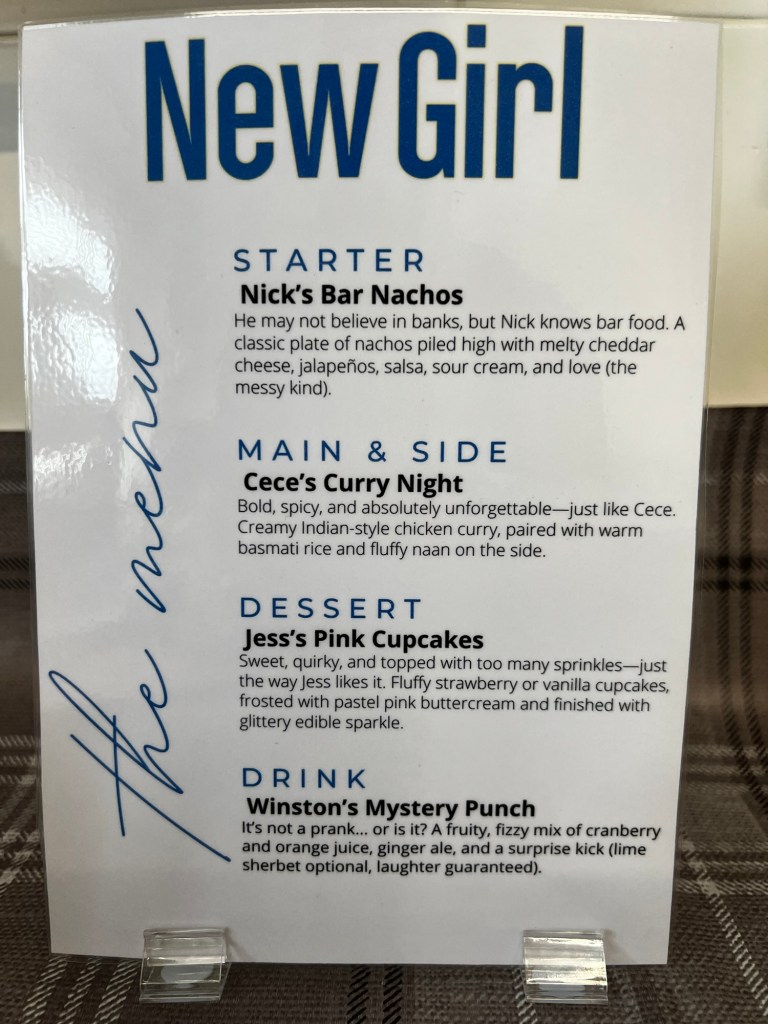 New Girl
the menu
STARTER
Nick's Bar Nachos
He may not believe in banks, but Nick knows bar food. A
classic plate of nachos piled high with melty cheddar
cheese, jalapeños, salsa, sour cream, and love (the
messy kind).
MAIN & SIDE
Cece's Curry Night
Bold, spicy, and absolutely unforgettable—just like Cece.
Creamy Indian-style chicken curry, paired with warm
basmati rice and fluffy naan on the side.
DESSERT
Jess's Pink Cupcakes
Sweet, quirky, and topped with too many sprinkles—just
the way Jess likes it. Fluffy strawberry or vanilla cupcakes,
frosted with pastel pink buttercream and finished with
glittery edible sparkle.
DRINK
Winston's Mystery Punch
It's not a prank... or is it? A fruity, fizzy mix of cranberry
and orange juice, ginger ale, and a surprise kick (lime
sherbet optional, laughter guaranteed).